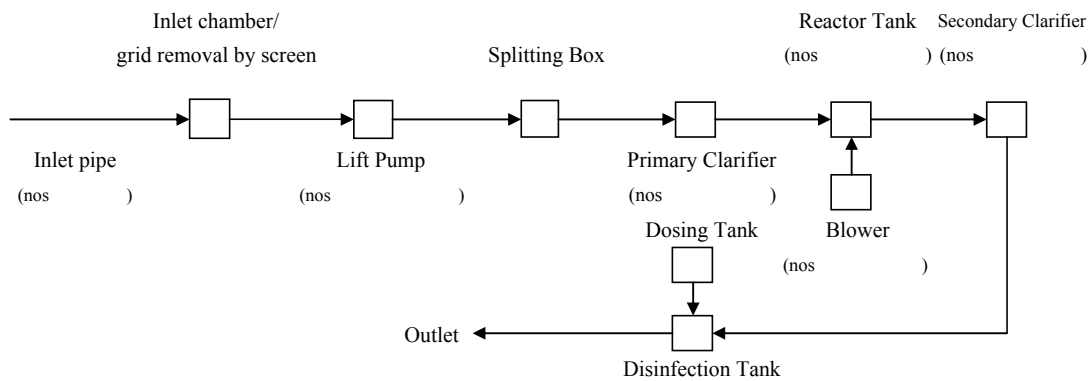 Inlet chamber/
grid removal by screen
Splitting Box
Reactor Tank
(nos )
Secondary Clarifier
(nos )
Inlet pipe
(nos )
Lift Pump
(nos )
Primary Clarifier
(nos )
Dosing Tank
Blower
(nos )
Outlet
Disinfection Tank